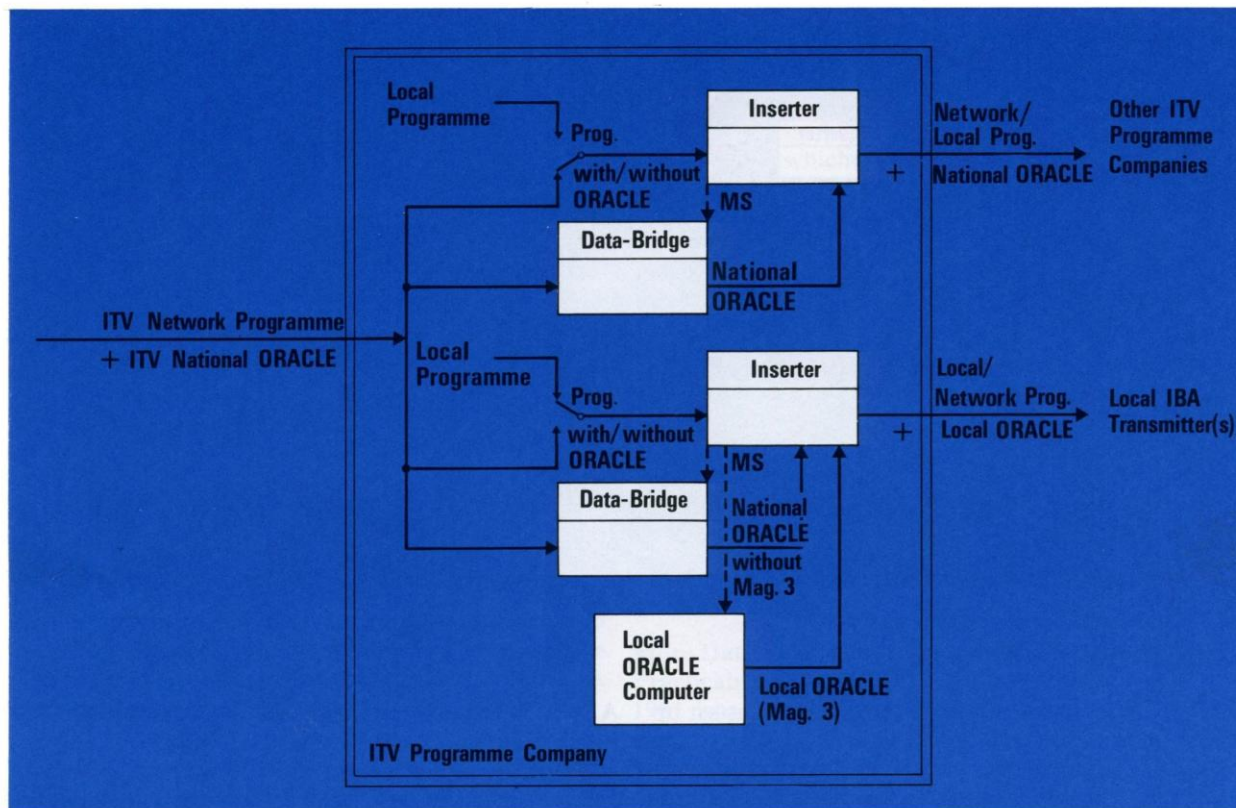 Local
Programme
Prog.
with/without
ORACLE
Inserter
MS
Data-Bridge
National
ORACLE
Network/
Local Prog.
+
National ORACLE
Other ITV
Programme
Companies
ITV Network Programme
+ ITV National ORACLE
Local
Programme
Prog.
with/without
ORACLE
Inserter
MS
Data-Bridge
National
ORACLE
without
Mag. 3
Local/
Network Prog.
+
Local ORACLE
Local IBA
Transmitter(s)
Local
ORACLE
Computer
Local ORACLE
(Mag. 3)
ITV Programme Company